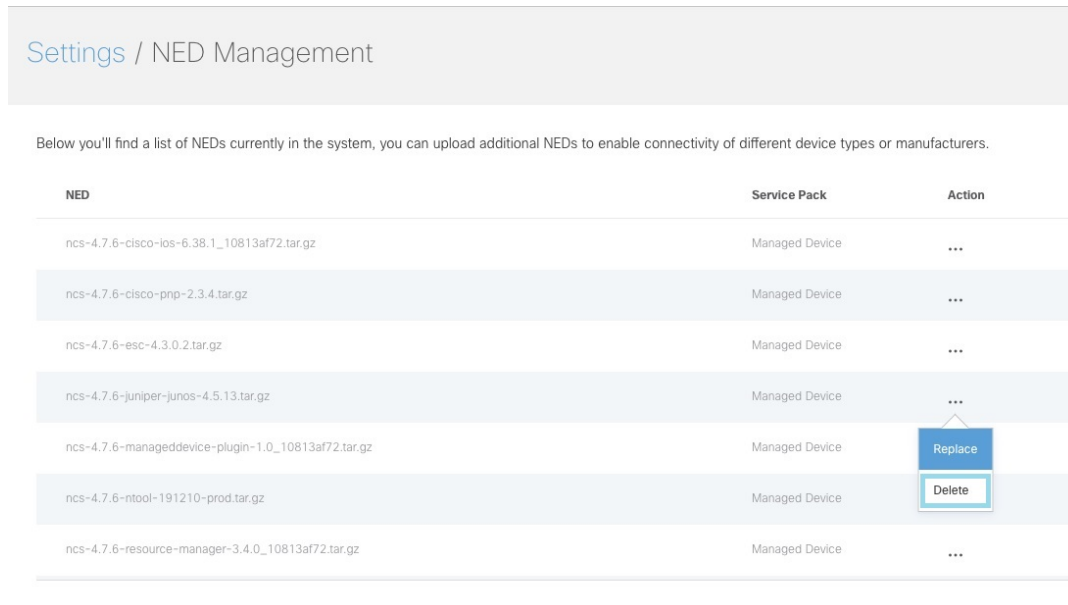 Settings / NED Management
Below you'll find a list of NEDs currently in the system, you can upload additional NEDs to enable connectivity of different device types or manufacturers.
NED Service Pack Action
ncs-4.7.6-cisco-ios-6.38.1_10813af72.tar.gz Managed Device ...
ncs-4.7.6-cisco-pnp-2.3.4.tar.gz Managed Device ...
ncs-4.7.6-esc-4.3.0.2.tar.gz Managed Device ...
ncs-4.7.6-juniper-junos-4.5.13.tar.gz Managed Device ...
ncs-4.7.6-manageddevice-plugin-1.0_10813af72.tar.gz Managed Device Replace
ncs-4.7.6-ntool-191210-prod.tar.gz Managed Device Delete
ncs-4.7.6-resource-manager-3.4.0_10813af72.tar.gz Managed Device ...